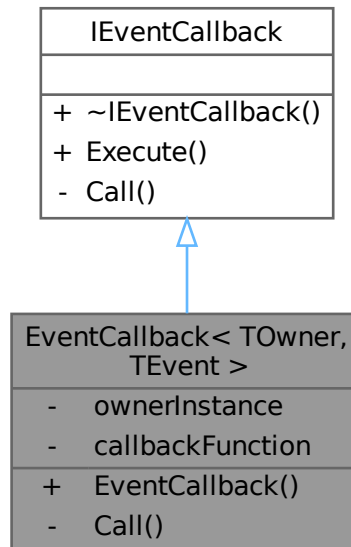 IEventCallback
+ ~IEventCallback()
+ Execute()
- Call()
EventCallback< TOwner,
TEvent >
- ownerInstance
- callbackFunction
+ EventCallback()
- Call()